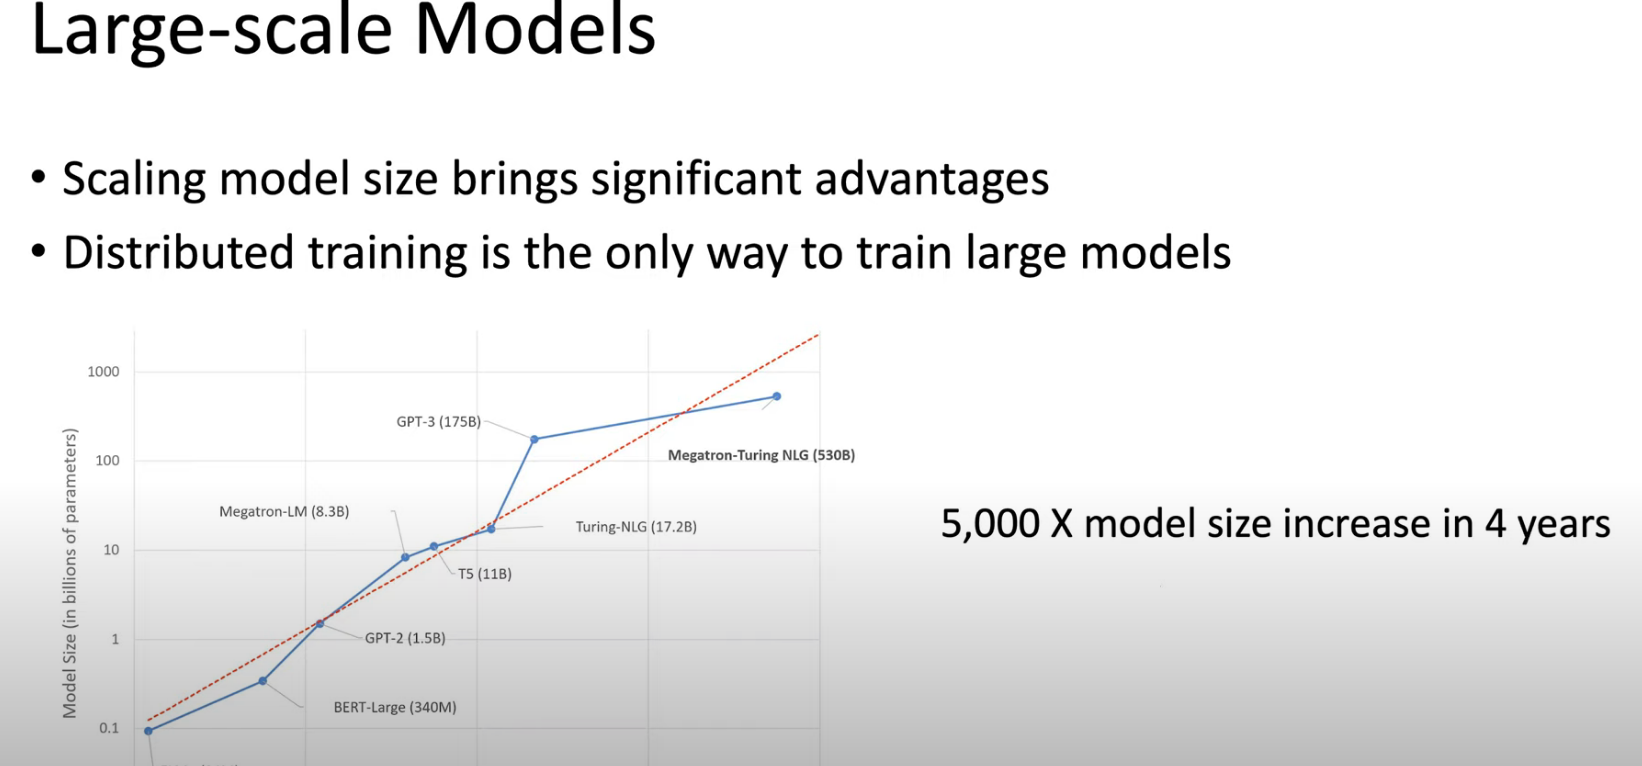 Large-scale Models
• Scaling model size brings significant advantages
• Distributed training is the only way to train large models
Model Size (in billions of parameters)
1000
100
10
1
0.1
GPT-3 (175B)
Megatron-Turing NLG (530B)
Megatron-LM (8.3B)
Turing-NLG (17.2B)
T5 (11B)
GPT-2 (1.5B)
BERT-Large (340M)
5,000 X model size increase in 4 years